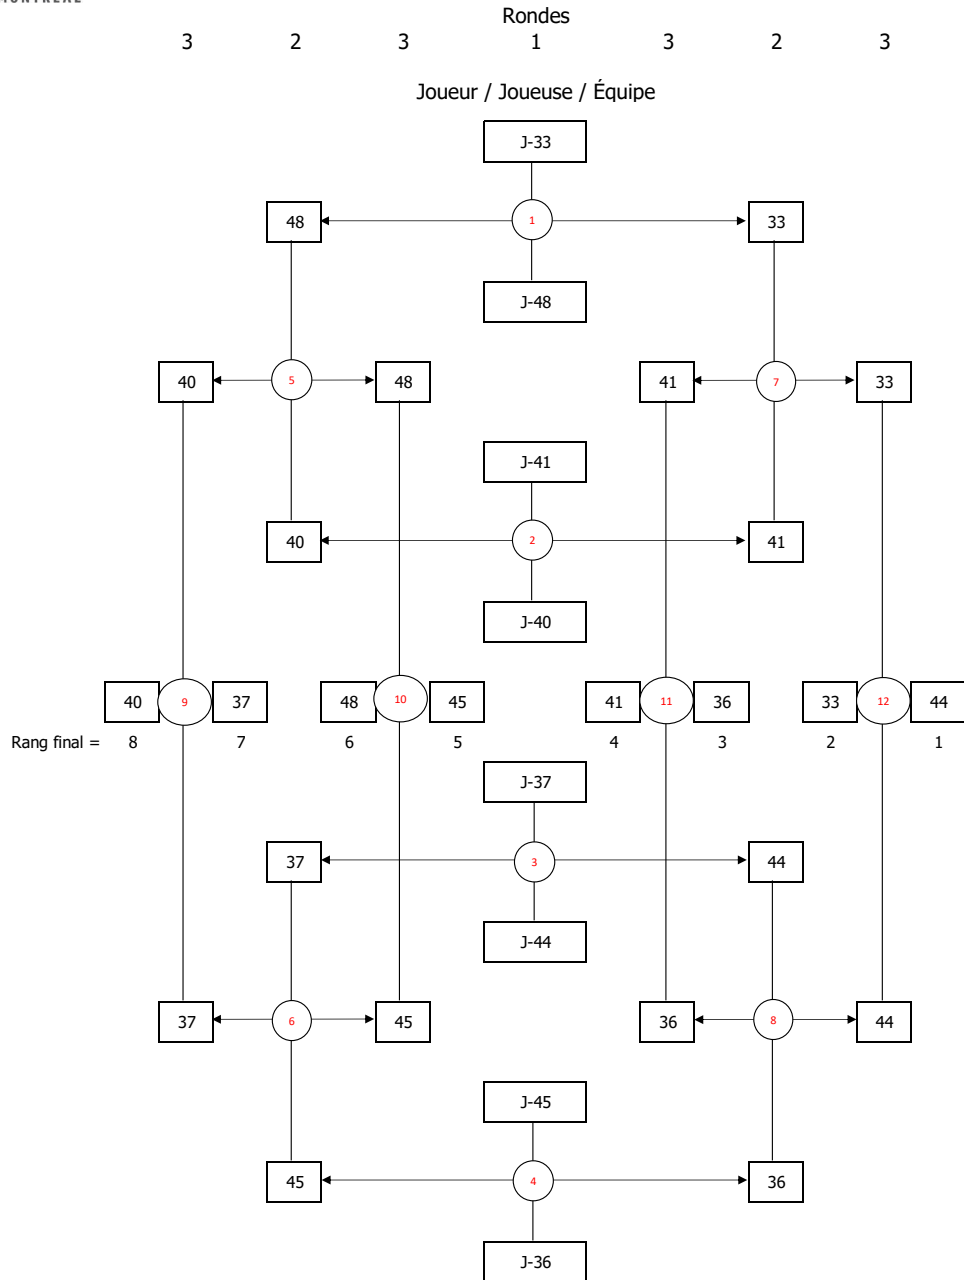 Rondes
3 2 3 1 3 2 3
Joueur / Joueuse / Équipe
J-33
48 1 33
J-48
40 5 48 41 7 33
J-41
40 2 41
J-40
40 9 37 48 10 45 41 11 36 33 12 44
Rang final = 8 7 6 5 4 3 2 1
J-37
37 3 44
J-44
37 6 45 36 8 44
J-45
45 4 36
J-36